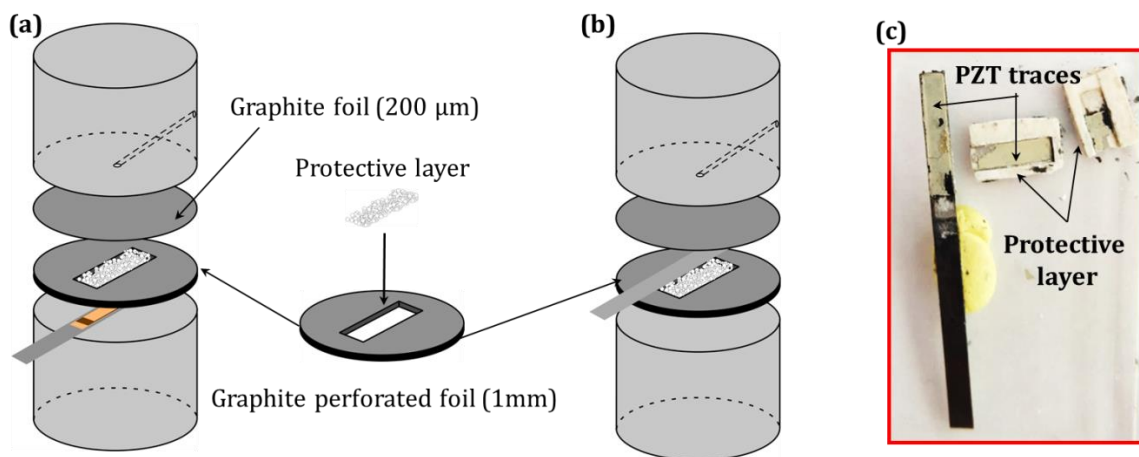 (a)
(b)
(c)
Graphite foil (200 μm)
Protective layer
Graphite perforated foil (1mm)
PZT traces
Protective
layer